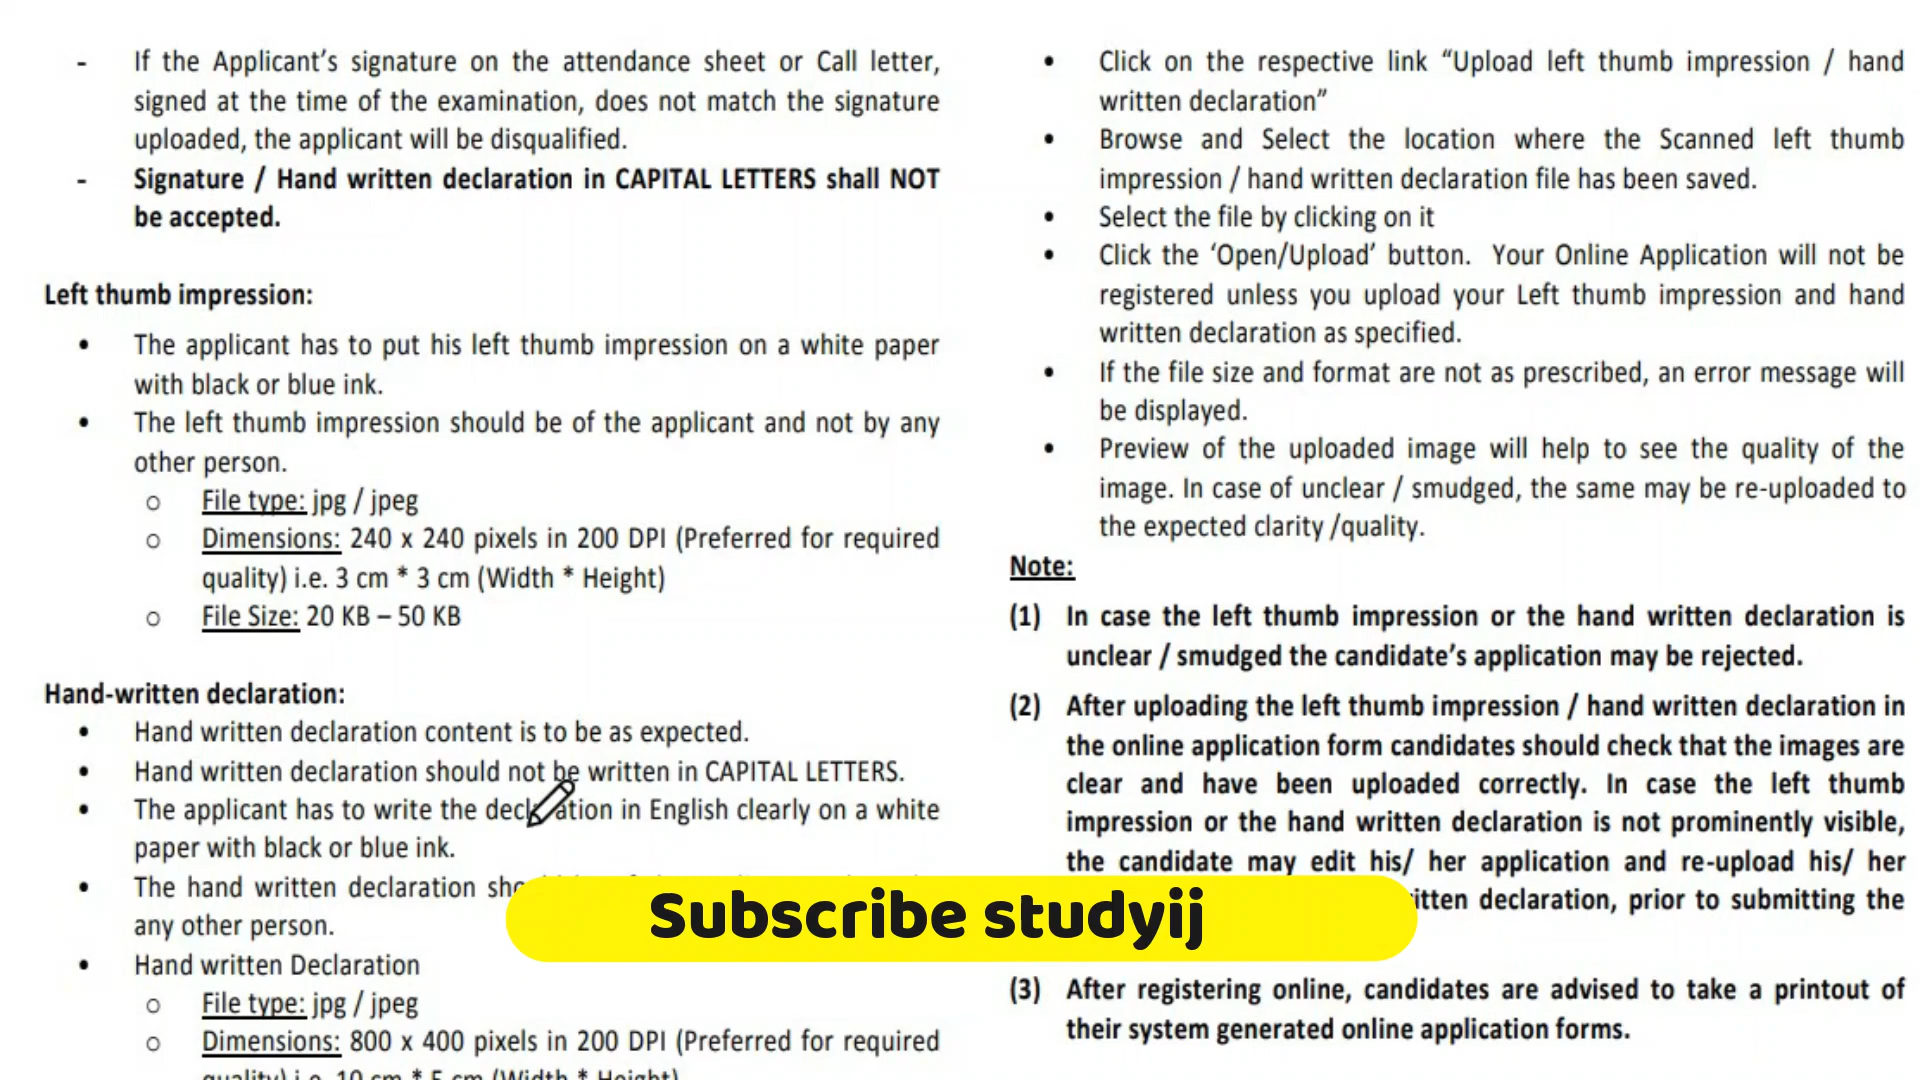 - If the Applicant’s signature on the attendance sheet or Call letter,
signed at the time of the examination, does not match the signature
uploaded, the applicant will be disqualified.
- Signature / Hand written declaration in CAPITAL LETTERS shall NOT
be accepted.
Left thumb impression:
• The applicant has to put his left thumb impression on a white paper
with black or blue ink.
• The left thumb impression should be of the applicant and not by any
other person.
o File type: jpg / jpeg
o Dimensions: 240 x 240 pixels in 200 DPI (Preferred for required
quality) i.e. 3 cm * 3 cm (Width * Height)
o File Size: 20 KB – 50 KB
Hand-written declaration:
• Hand written declaration content is to be as expected.
• Hand written declaration should not be written in CAPITAL LETTERS.
• The applicant has to write the declaration in English clearly on a white
paper with black or blue ink.
• The hand written declaration
any other person.
• Hand written Declaration
o File type: jpg / jpeg
o Dimensions: 800 x 400 pixels in 200 DPI (Preferred for required
quality) i.e. 10 cm * 5 cm (Width * Height)
• Click on the respective link “Upload left thumb impression / hand
written declaration”
• Browse and Select the location where the Scanned left thumb
impression / hand written declaration file has been saved.
• Select the file by clicking on it
• Click the ‘Open/Upload’ button. Your Online Application will not be
registered unless you upload your Left thumb impression and hand
written declaration as specified.
• If the file size and format are not as prescribed, an error message will
be displayed.
• Preview of the uploaded image will help to see the quality of the
image. In case of unclear / smudged, the same may be re-uploaded to
the expected clarity /quality.
Note:
(1) In case the left thumb impression or the hand written declaration is
unclear / smudged the candidate’s application may be rejected.
(2) After uploading the left thumb impression / hand written declaration in
the online application form candidates should check that the images are
clear and have been uploaded correctly. In case the left thumb
impression or the hand written declaration is not prominently visible,
the candidate may edit his/ her application and re-upload his/ her
declaration, prior to submitting the
(3) After registering online, candidates are advised to take a printout of
their system generated online application forms.
Subscribe studyij